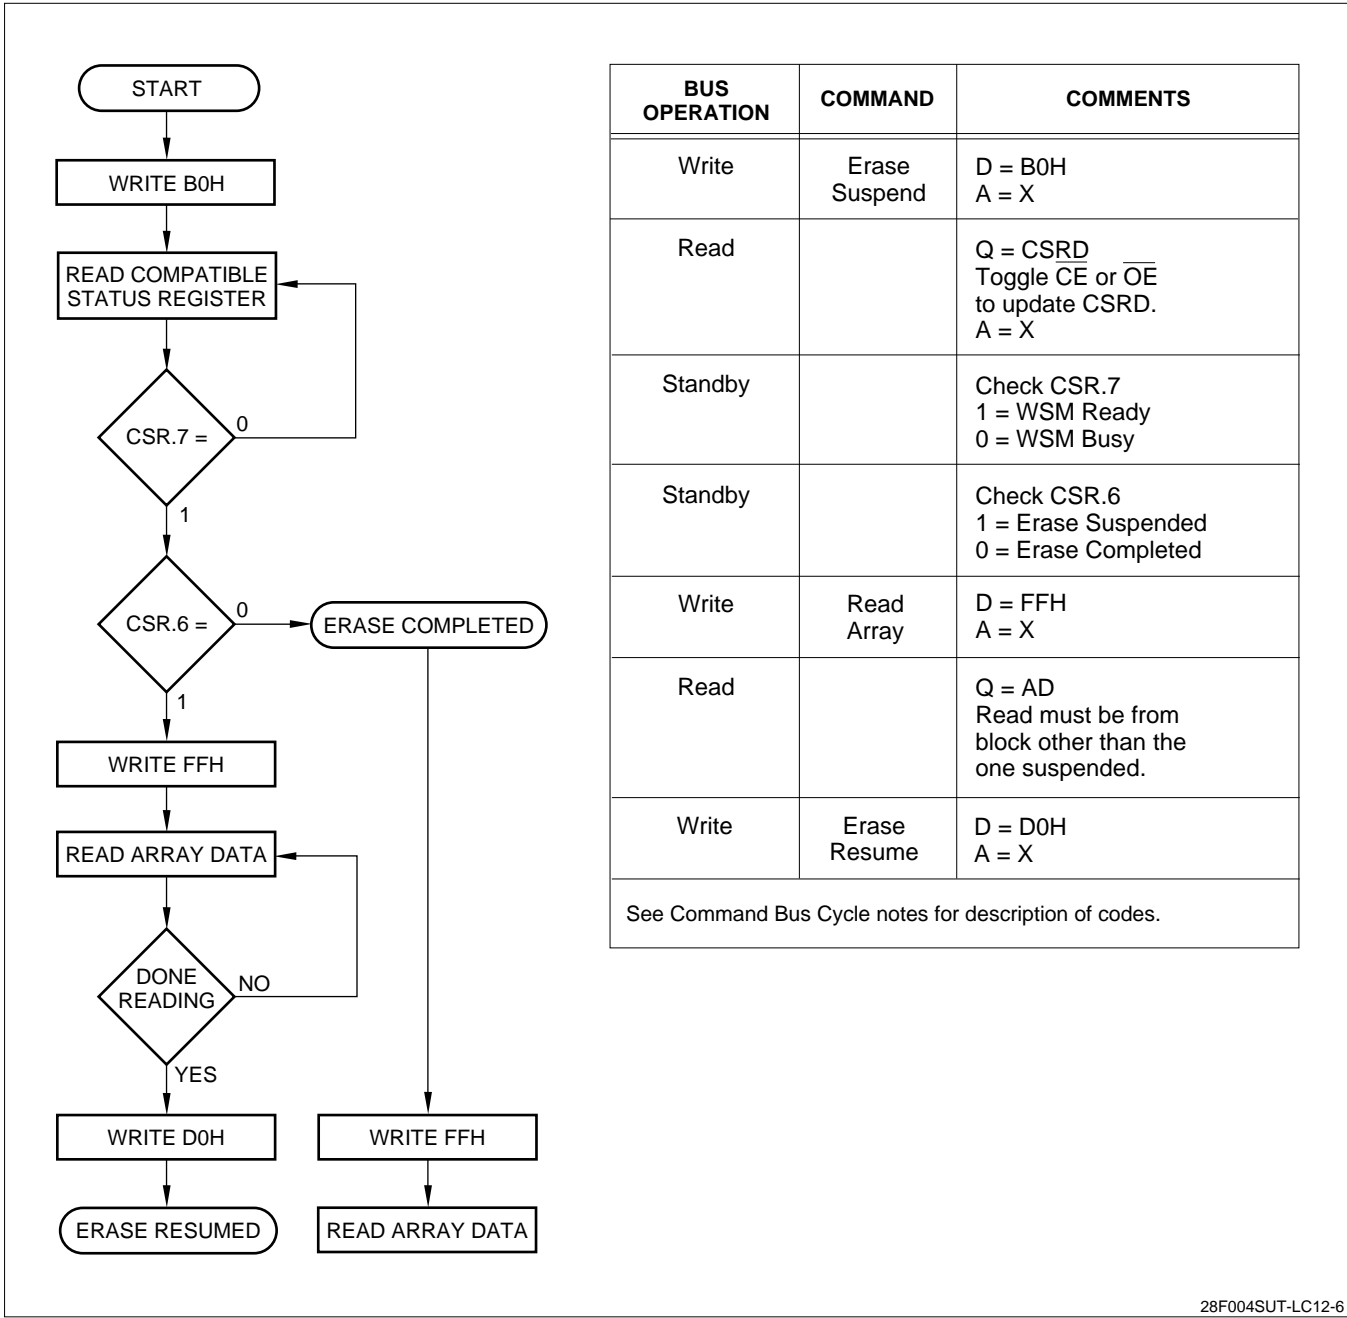 START
WRITE B0H
READ COMPATIBLE
STATUS REGISTER
CSR.7 =
0
1
CSR.6 =
0
ERASE COMPLETED
1
WRITE FFH
READ ARRAY DATA
DONE
READING
NO
YES
WRITE D0H
WRITE FFH
ERASE RESUMED
READ ARRAY DATA
BUS
OPERATION
COMMAND
COMMENTS
Write
Erase
Suspend
D = B0H
A = X
Read
Q = CSRD
Toggle C̅E̅ or O̅E̅
to update CSRD.
A = X
Standby
Check CSR.7
1 = WSM Ready
0 = WSM Busy
Standby
Check CSR.6
1 = Erase Suspended
0 = Erase Completed
Write
Read
Array
D = FFH
A = X
Read
Q = AD
Read must be from
block other than the
one suspended.
Write
Erase
Resume
D = D0H
A = X
See Command Bus Cycle notes for description of codes.
28F004SUT-LC12-6